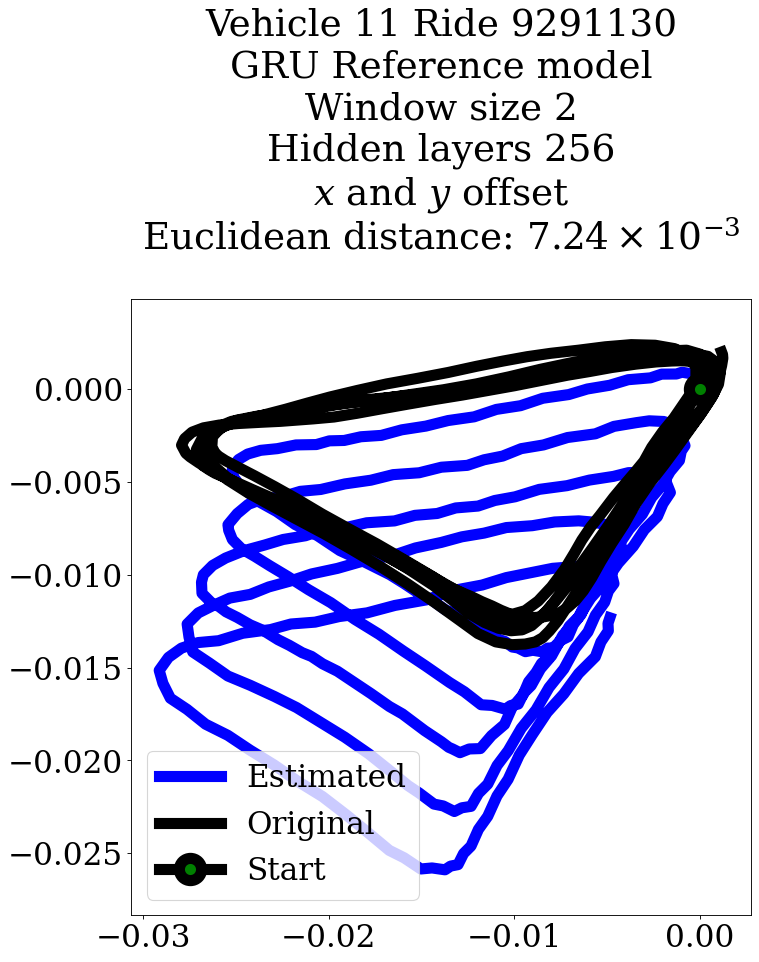 Vehicle 11 Ride 9291130
GRU Reference model
Window size 2
Hidden layers 256
x and y offset
Euclidean distance: 7.24 × 10⁻³
0.000
−0.005
−0.010
−0.015
−0.020
−0.025
Estimated
Original
Start
−0.03 −0.02 −0.01 0.00